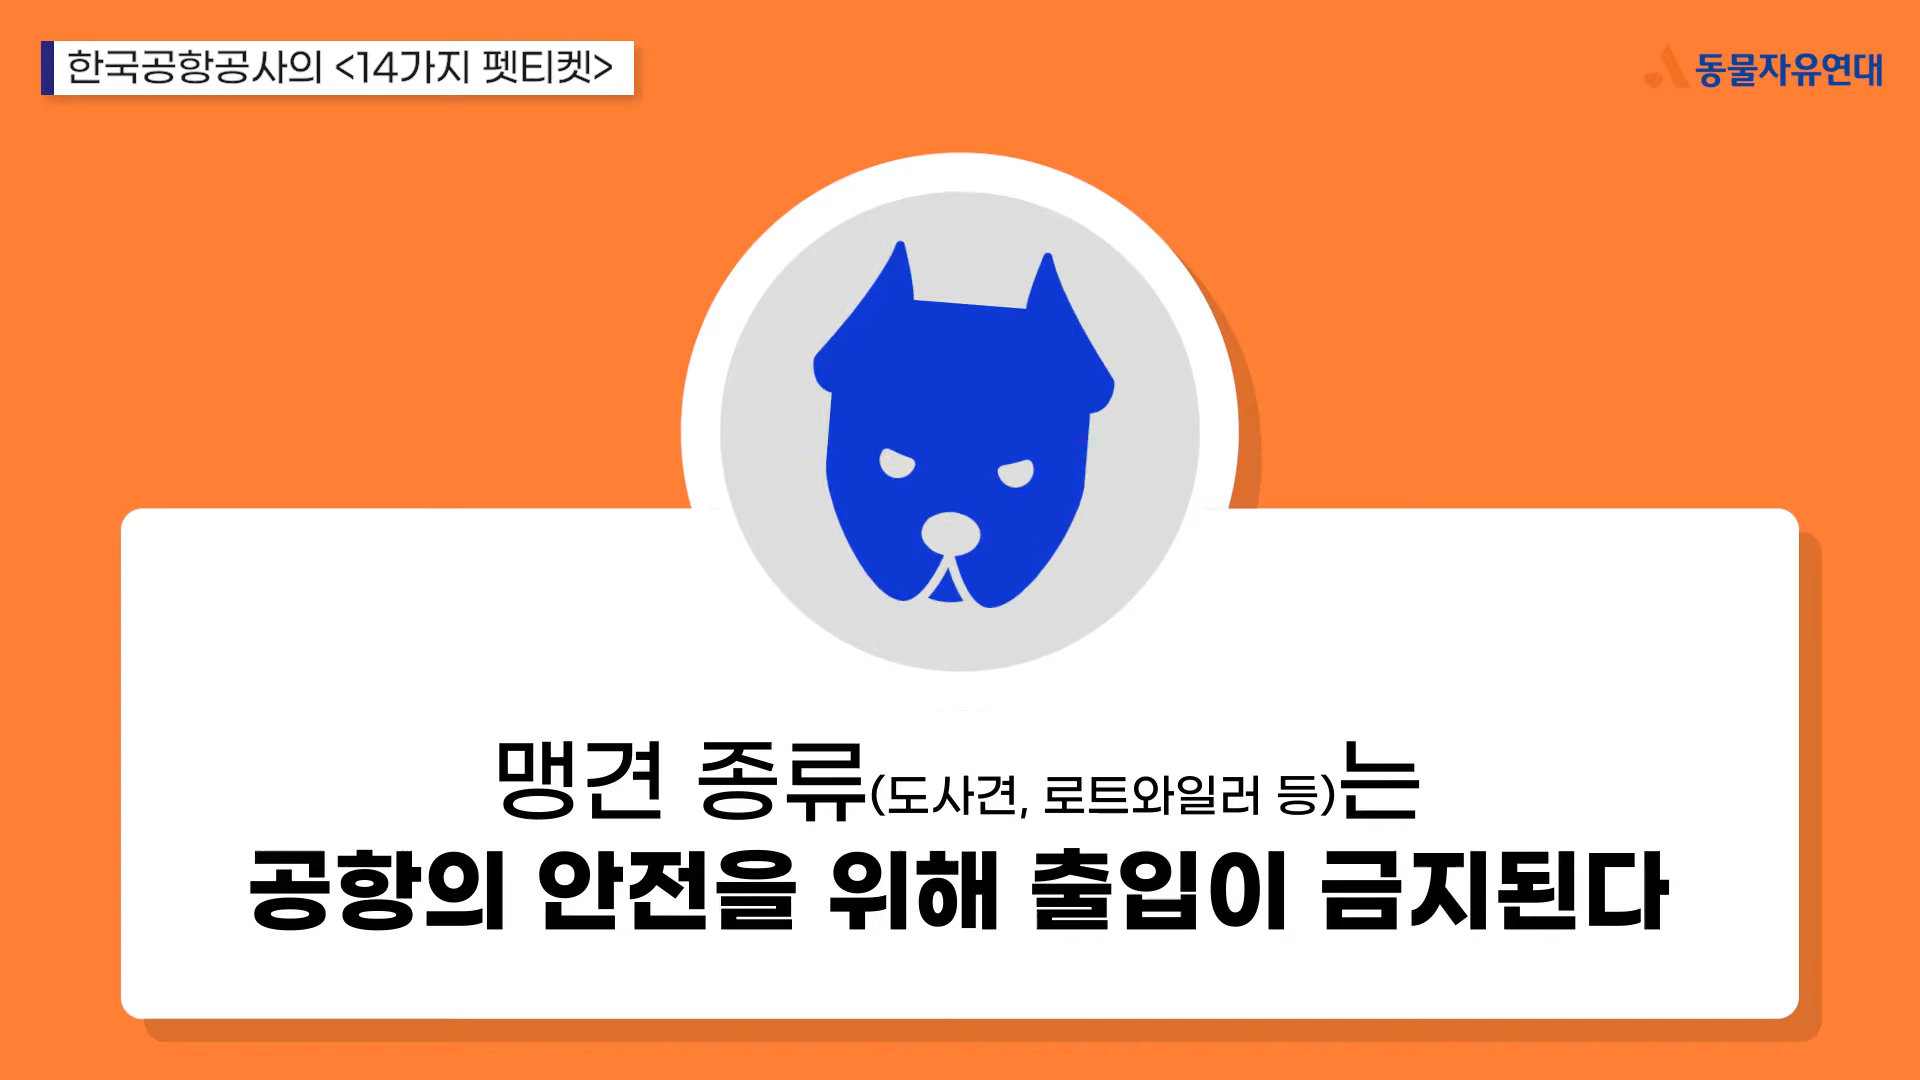 한국공항공사의 <14가지 펫티켓>
동물자유연대
맹견 종류(도사견, 로트와일러 등)는
공항의 안전을 위해 출입이 금지된다